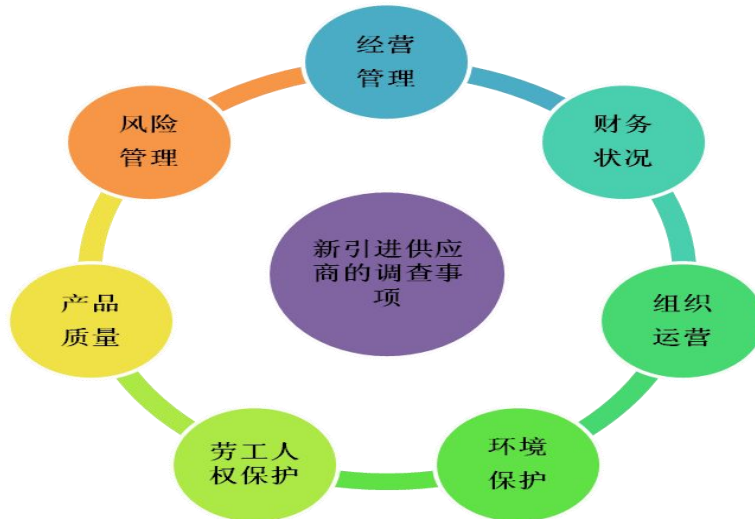 经营
管理
财务
状况
组织
运营
环境
保护
劳工人
权保护
产品
质量
风险
管理
新引进供应
商的调查事
项